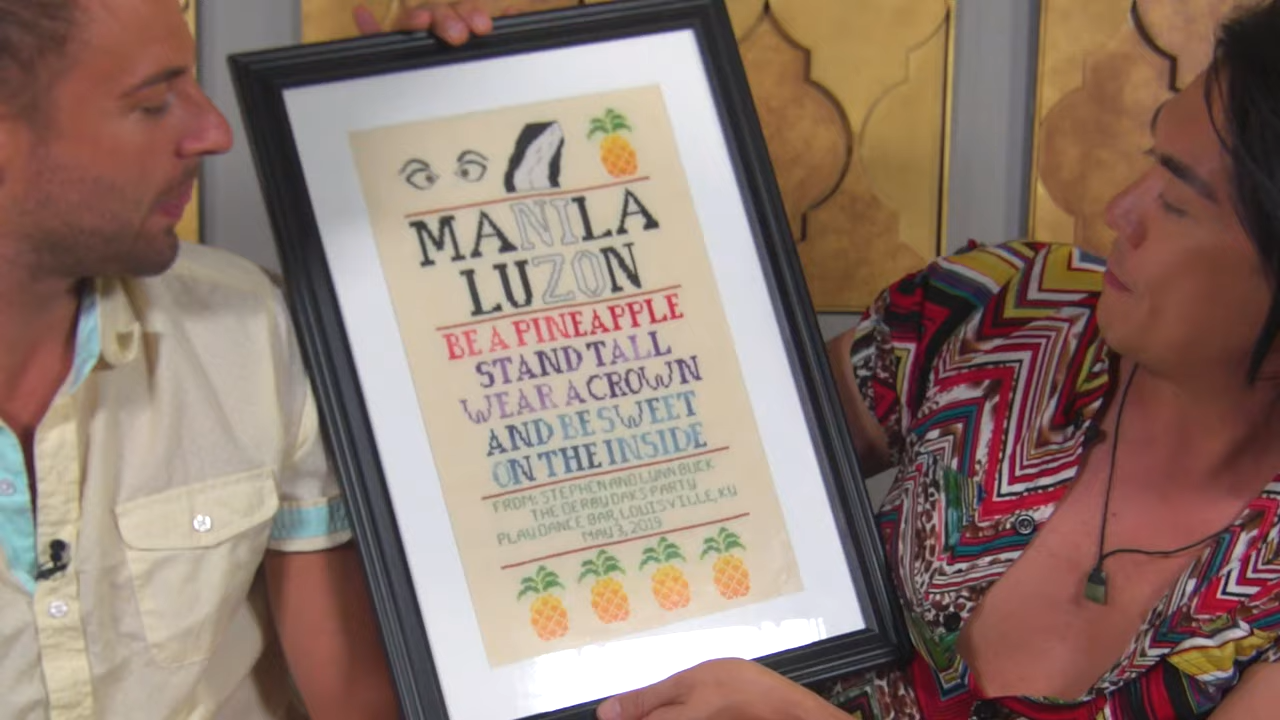 MANILA
LUZON
BE A PINEAPPLE
STAND TALL
WEAR A CROWN
AND BE SWEET
ON THE INSIDE
FROM: STEPHEN AND LYNN BUCK
THE DERBY OAKS PARTY
PLAY DANCE BAR, LOUISVILLE, KY
MAY 3, 2019